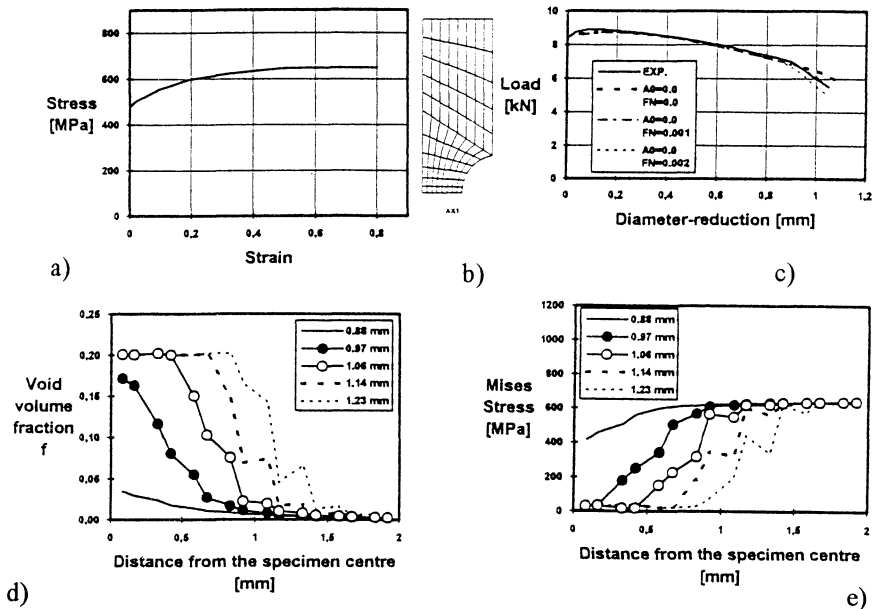 800
600
400
200
0
Stress
[MPa]
0 0,2 0,4 0,6 0,8
Strain
a)
AX1
b)
10
8
6
4
2
0
Load
[kN]
EXP.
A0=0.0
FN=0.0
A0=0.0
FN=0.001
A0=0.0
FN=0.002
0 0,2 0,4 0,6 0,8 1 1,2
Diameter-reduction [mm]
c)
0,25
0,20
0,15
0,10
0,05
0,00
Void
volume
fraction
f
0.88 mm
0.97 mm
1.06 mm
1.14 mm
1.23 mm
0 0,5 1 1,5 2
Distance from the specimen centre
[mm]
d)
1200
1000
800
600
400
200
0
Mises
Stress
[MPa]
0.88 mm
0.97 mm
1.06 mm
1.14 mm
1.23 mm
0 0,5 1 1,5 2
Distance from the specimen centre
[mm]
e)